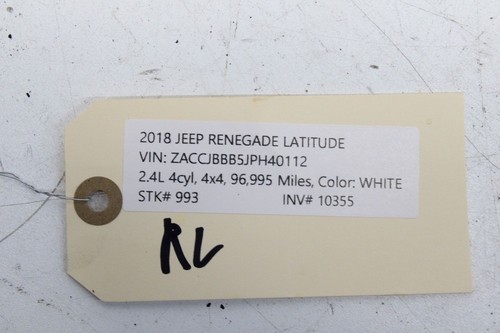 2018 JEEP RENEGADE LATITUDE
VIN: ZACCJBBB5JPH40112
2.4L 4cyl, 4x4, 96,995 Miles, Color: WHITE
STK# 993 INV# 10355
RL